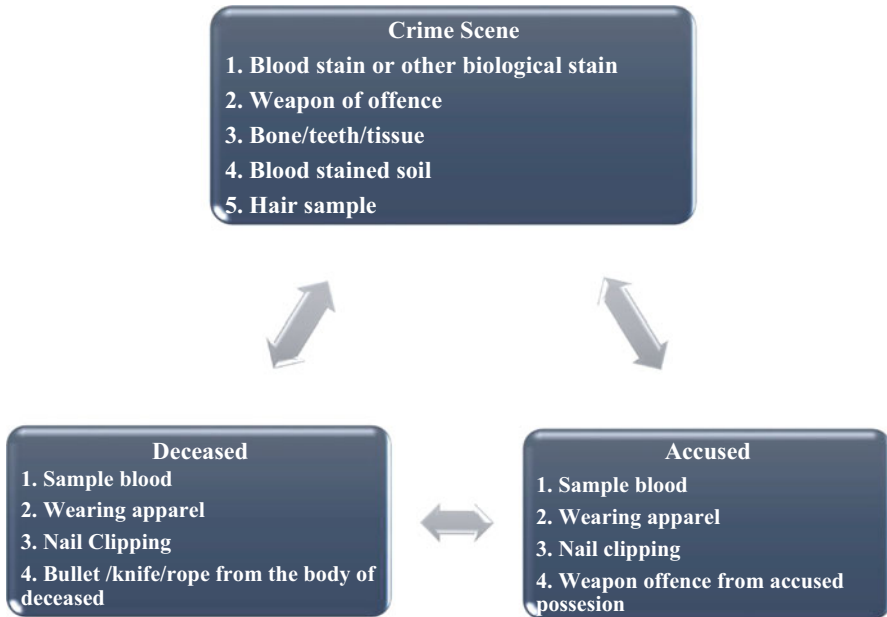 Crime Scene
1. Blood stain or other biological stain
2. Weapon of offence
3. Bone/teeth/tissue
4. Blood stained soil
5. Hair sample
Deceased
1. Sample blood
2. Wearing apparel
3. Nail Clipping
4. Bullet /knife/rope from the body of
deceased
Accused
1. Sample blood
2. Wearing apparel
3. Nail clipping
4. Weapon offence from accused
possesion